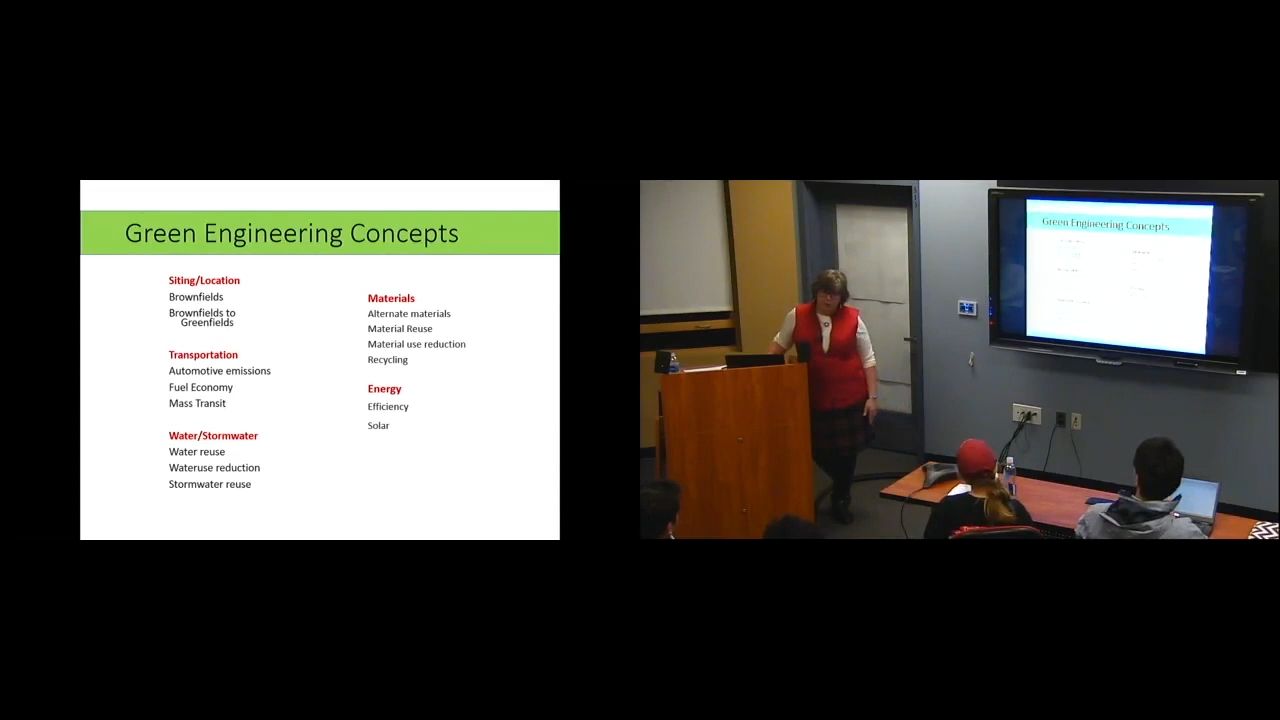 Green Engineering Concepts
Siting/Location
Brownfields
Brownfields to
Greenfields
Transportation
Automotive emissions
Fuel Economy
Mass Transit
Water/Stormwater
Water reuse
Wateruse reduction
Stormwater reuse
Materials
Alternate materials
Material Reuse
Material use reduction
Recycling
Energy
Efficiency
Solar
Green Engineering Concepts